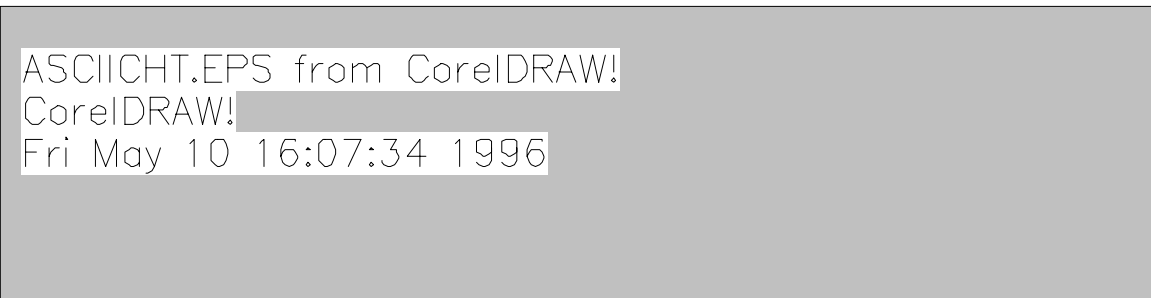 ASCIICHT.EPS from CorelDRAW!
CorelDRAW!
Fri May 10 16:07:34 1996